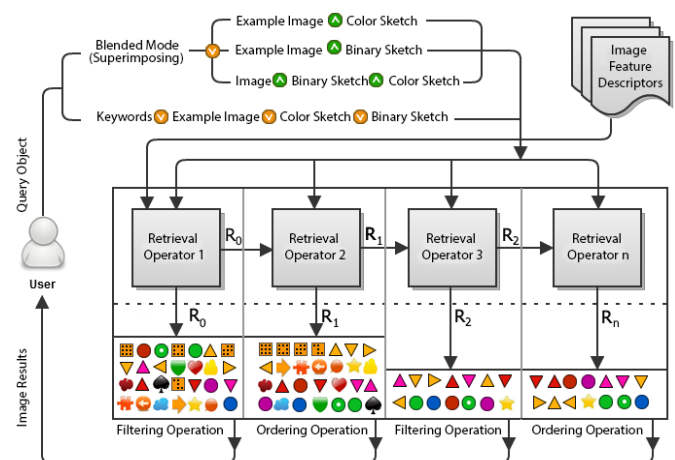 Example Image ∧ Color Sketch
Blended Mode
(Superimposing)
∨
Example Image ∧ Binary Sketch
Image ∧ Binary Sketch ∧ Color Sketch
Keywords ∨ Example Image ∨ Color Sketch ∨ Binary Sketch
Image
Feature
Descriptors
Query Object
User
Image Results
Retrieval
Operator 1
R0
Retrieval
Operator 2
R1
Retrieval
Operator 3
R2
Retrieval
Operator n
R0
R1
R2
Rn
Filtering Operation
Ordering Operation
Filtering Operation
Ordering Operation